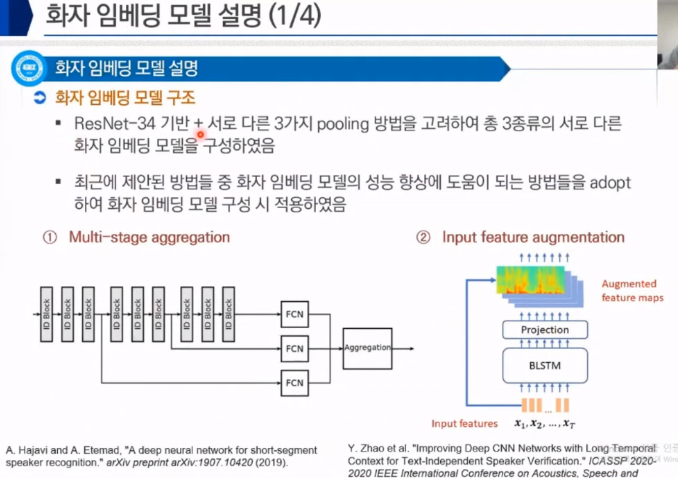 화자 임베딩 모델 설명 (1/4)
화자 임베딩 모델 설명
화자 임베딩 모델 구조
▪ ResNet-34 기반 + 서로 다른 3가지 pooling 방법을 고려하여 총 3종류의 서로 다른
화자 임베딩 모델을 구성하였음
▪ 최근에 제안된 방법들 중 화자 임베딩 모델의 성능 향상에 도움이 되는 방법들을 adopt
하여 화자 임베딩 모델 구성 시 적용하였음
① Multi-stage aggregation
② Input feature augmentation
ID Block
ID Block
ID Block
ID Block
ID Block
ID Block
ID Block
ID Block
ID Block
FCN
FCN
FCN
Aggregation
Augmented
feature maps
Projection
BLSTM
...
Input features
x₁, x₂, ..., x_T
A. Hajavi and A. Etemad, "A deep neural network for short-segment
speaker recognition." arXiv preprint arXiv:1907.10420 (2019).
Y. Zhao et al, "Improving Deep CNN Networks with Long Temporal
Context for Text-Independent Speaker Verification." ICASSP 2020-
2020 IEEE International Conference on Acoustics, Speech and